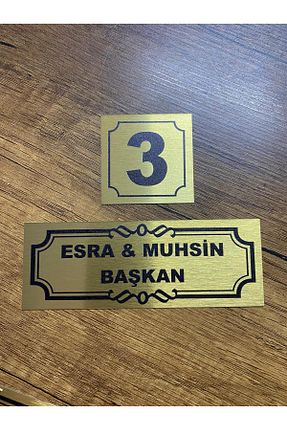 3
ESRA & MUHSİN
BAŞKAN